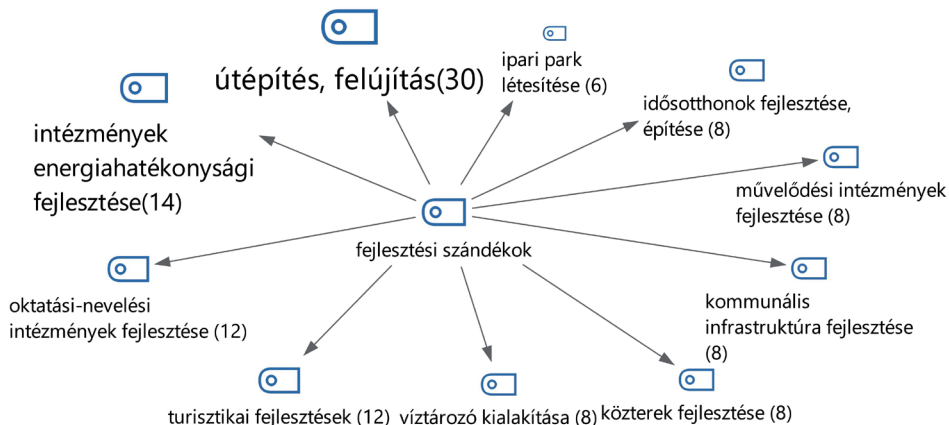 útépítés, felújítás(30)
ipari park
létesítése (6)
idősotthonok fejlesztése,
építése (8)
intézmények
energiahatékonysági
fejlesztése(14)
művelődési intézmények
fejlesztése (8)
fejlesztési szándékok
oktatási-nevelési
intézmények fejlesztése (12)
kommunális
infrastruktúra fejlesztése
(8)
turisztikai fejlesztések (12)
víztározó kialakítása (8)
közterek fejlesztése (8)